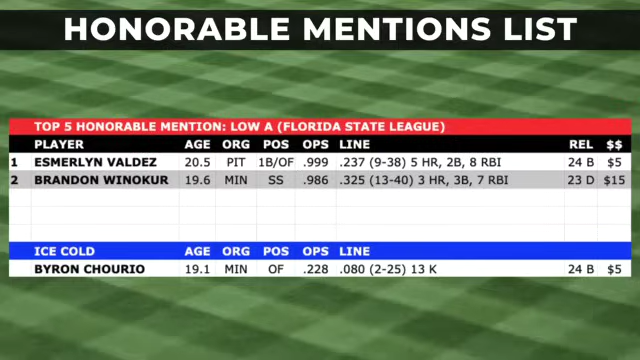 HONORABLE MENTIONS LIST
TOP 5 HONORABLE MENTION: LOW A (FLORIDA STATE LEAGUE)
PLAYER AGE ORG POS OPS LINE REL $$
1 ESMERLYN VALDEZ 20.5 PIT 1B/OF .999 .237 (9-38) 5 HR, 2B, 8 RBI 24 B $5
2 BRANDON WINOKUR 19.6 MIN SS .986 .325 (13-40) 3 HR, 3B, 7 RBI 23 D $15
ICE COLD AGE ORG POS OPS LINE
BYRON CHOURIO 19.1 MIN OF .228 .080 (2-25) 13 K 24 B $5